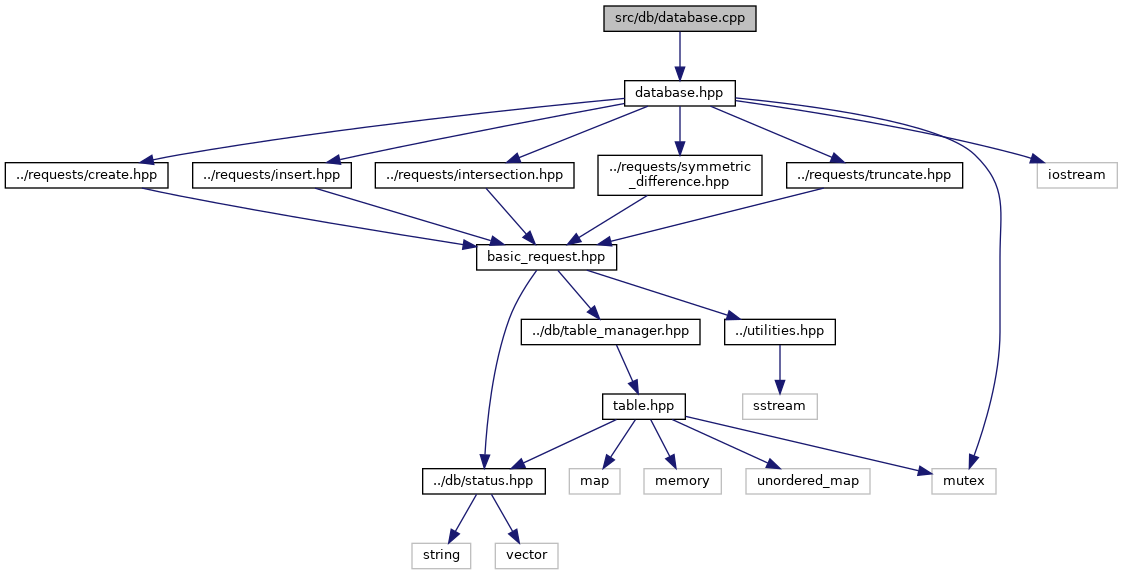 src/db/database.cpp
database.hpp
../requests/create.hpp
../requests/insert.hpp
../requests/intersection.hpp
../requests/symmetric
_difference.hpp
../requests/truncate.hpp
iostream
basic_request.hpp
../db/table_manager.hpp
../utilities.hpp
table.hpp
sstream
../db/status.hpp
map
memory
unordered_map
mutex
string
vector